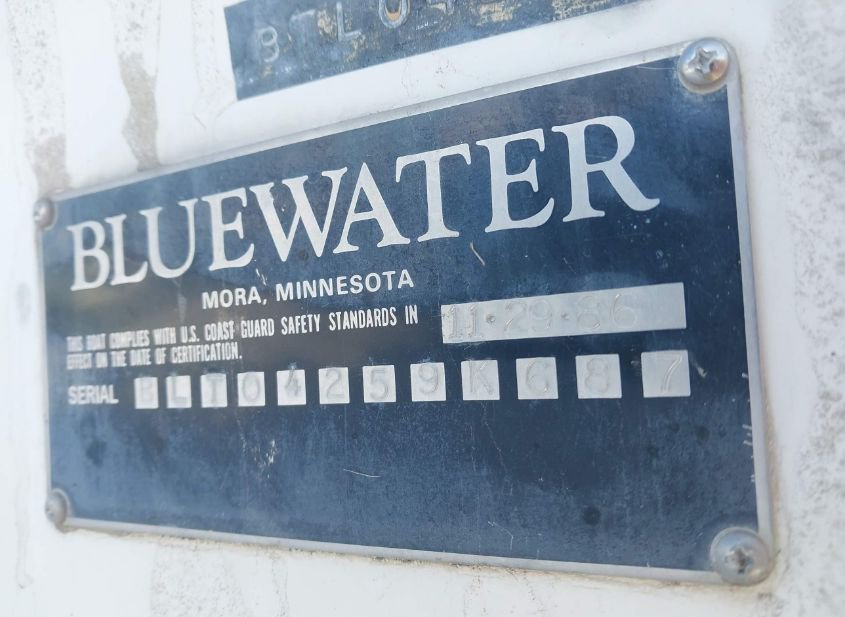 BLUEWATER
MORA, MINNESOTA
THIS BOAT COMPLIES WITH U.S. COAST GUARD SAFETY STANDARDS IN
EFFECT ON THE DATE OF CERTIFICATION.
11·29·86
SERIAL BLT04259K687